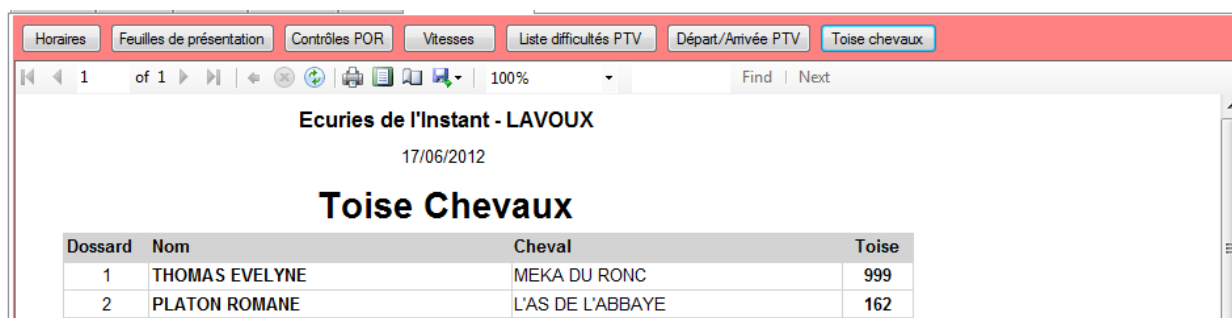 Horaires Feuilles de présentation Contrôles POR Vitesses Liste difficultés PTV Départ/Arrivée PTV Toise chevaux
1 of 1 100% Find | Next
Ecuries de l'Instant - LAVOUX
17/06/2012
Toise Chevaux
Dossard Nom Cheval Toise
1 THOMAS EVELYNE MEKA DU RONC 999
2 PLATON ROMANE L'AS DE L'ABBAYE 162